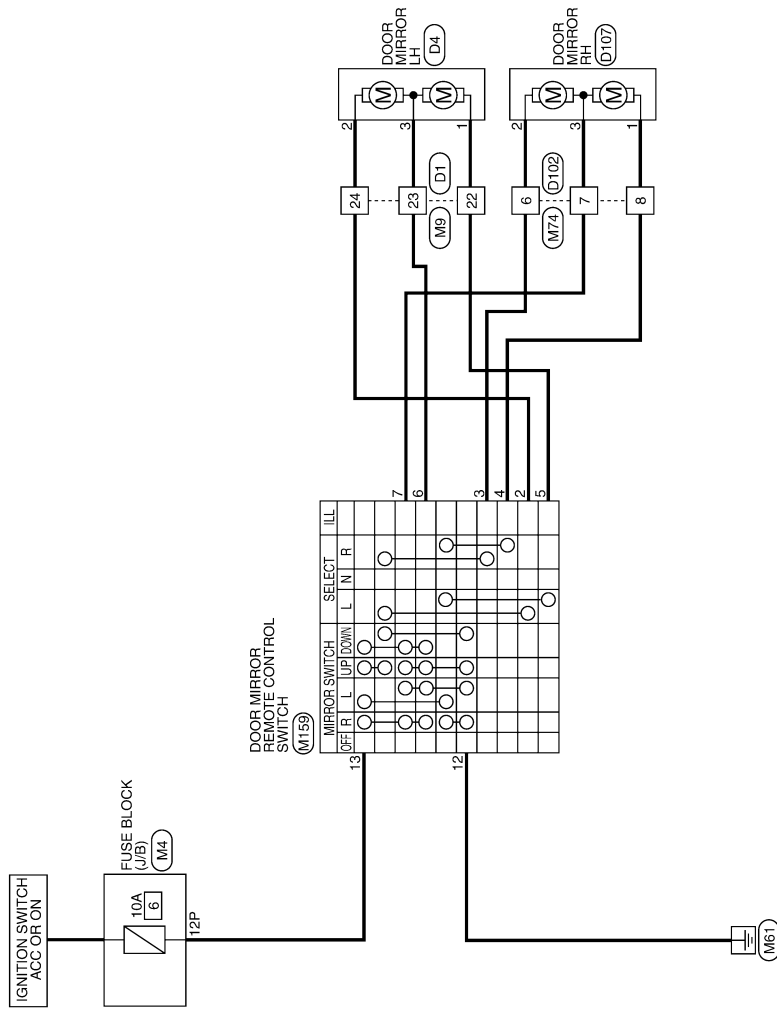 IGNITION SWITCH
ACC OR ON
FUSE BLOCK
(J/B)
M4
10A
6
12P
DOOR MIRROR
REMOTE CONTROL
SWITCH
M159
MIRROR SWITCH
SELECT
ILL
OFF
R
L
UP
DOWN
L
N
R
13
12
7
6
3
4
2
5
M61
24
23
22
M9
D1
6
7
8
M74
D102
2
3
1
M
M
DOOR
MIRROR
LH
D4
2
3
1
M
M
DOOR
MIRROR
RH
D107